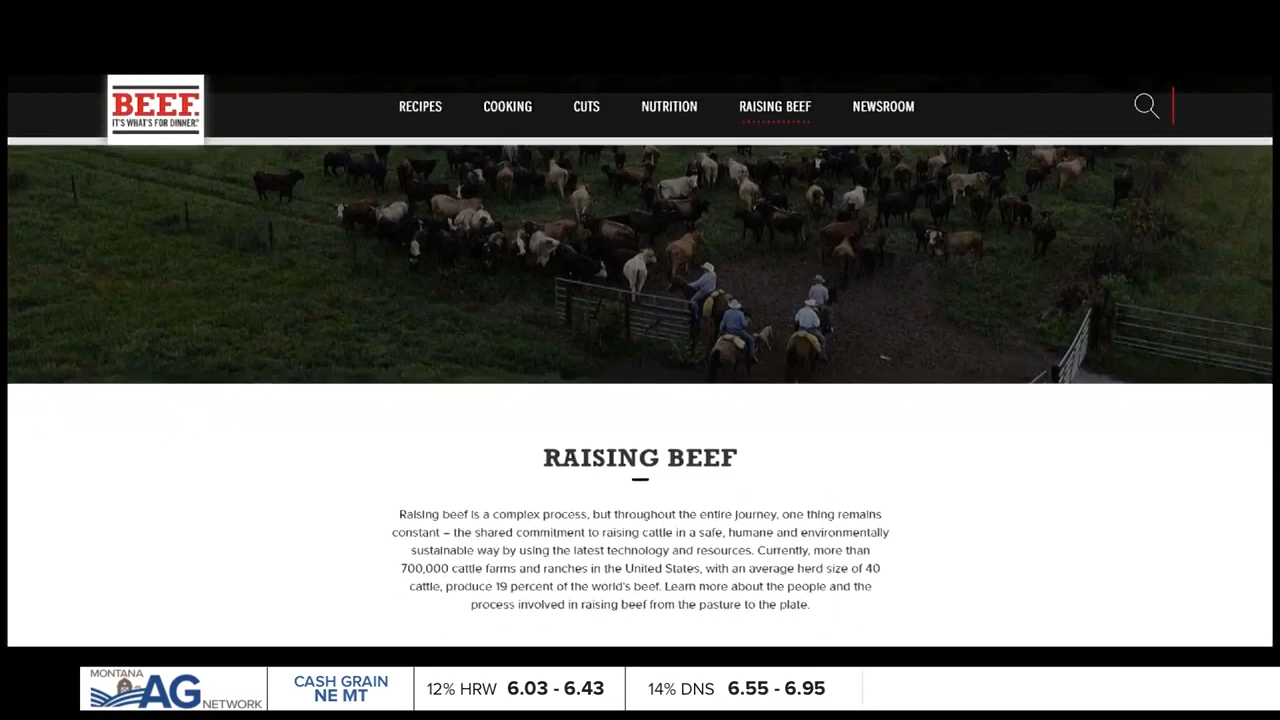 BEEF.
IT'S WHAT'S FOR DINNER.®
RECIPES COOKING CUTS NUTRITION RAISING BEEF NEWSROOM
RAISING BEEF
Raising beef is a complex process, but throughout the entire journey, one thing remains
constant – the shared commitment to raising cattle in a safe, humane and environmentally
sustainable way by using the latest technology and resources. Currently, more than
700,000 cattle farms and ranches in the United States, with an average herd size of 40
cattle, produce 19 percent of the world's beef. Learn more about the people and the
process involved in raising beef from the pasture to the plate.
MONTANA
AG
NETWORK
CASH GRAIN
NE MT
12% HRW 6.03 - 6.43
14% DNS 6.55 - 6.95